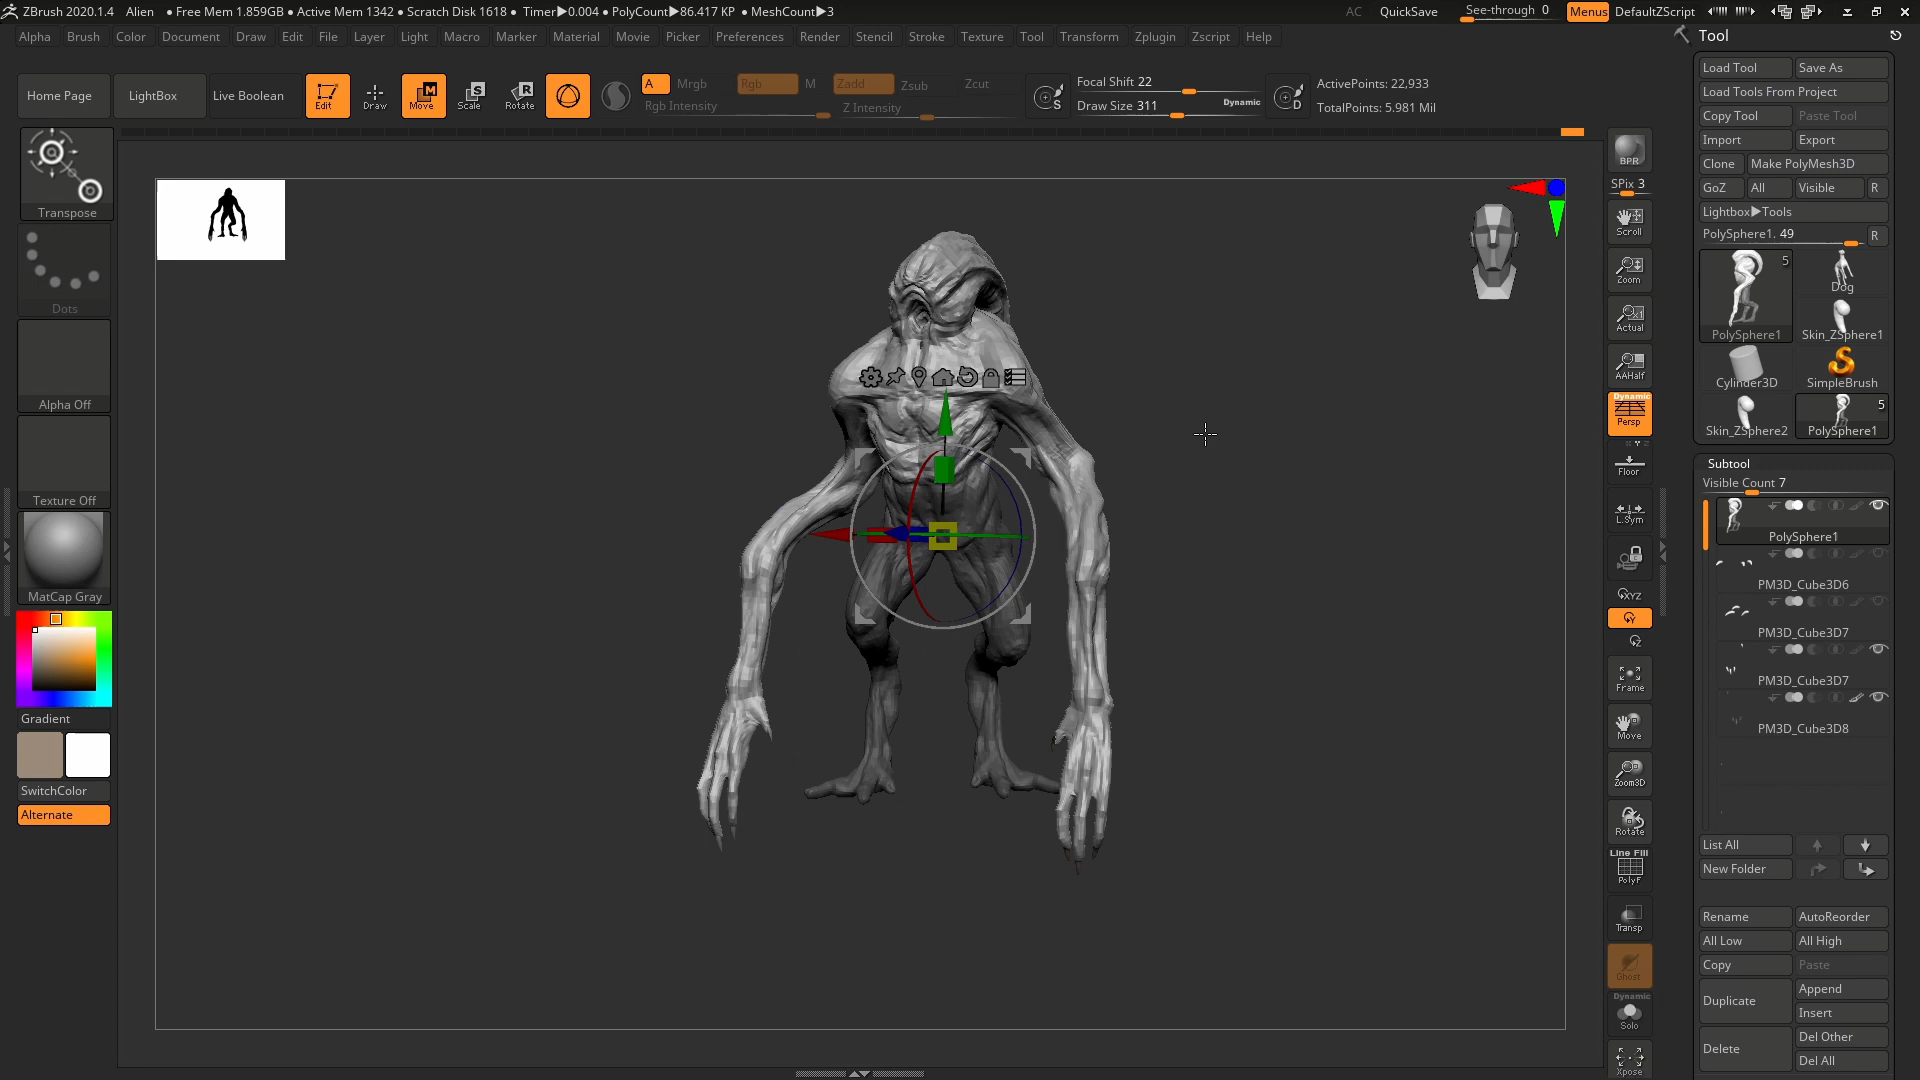 ZBrush 2020.1.4 Alien • Free Mem 1.859GB • Active Mem 1342 • Scratch Disk 1618 • Timer▶0.004 • PolyCount▶86.417 KP • MeshCount▶3 AC QuickSave See-through 0 Menus DefaultZScript
Alpha Brush Color Document Draw Edit File Layer Light Macro Marker Material Movie Picker Preferences Render Stencil Stroke Texture Tool Transform Zplugin Zscript Help
Home Page LightBox Live Boolean Edit Draw Move Scale Rotate
A Mrgb Rgb M Zadd Zsub Zcut
Rgb Intensity Z Intensity
Focal Shift 22
Draw Size 311 Dynamic
ActivePoints: 22,933
TotalPoints: 5.981 Mil
Transpose
Dots
Alpha Off
Texture Off
MatCap Gray
Gradient
SwitchColor
Alternate
BPR
SPix 3
Scroll
Zoom
Actual
AAHalf
Dynamic
Persp
Floor
L.Sym
XYZ
Y
Z
Frame
Move
Zoom3D
Rotate
Line Fill
PolyF
Transp
Ghost
Dynamic
Solo
Xpose
Tool
Load Tool Save As
Load Tools From Project
Copy Tool Paste Tool
Import Export
Clone Make PolyMesh3D
GoZ All Visible R
Lightbox▶Tools
PolySphere1. 49 R
5
Dog
PolySphere1 Skin_ZSphere1
Cylinder3D SimpleBrush
5
Skin_ZSphere2 PolySphere1
Subtool
Visible Count 7
PolySphere1
PM3D_Cube3D6
PM3D_Cube3D7
PM3D_Cube3D7
PM3D_Cube3D8
List All
New Folder
Rename AutoReorder
All Low All High
Copy Paste
Duplicate Append
Insert
Delete Del Other
Del All